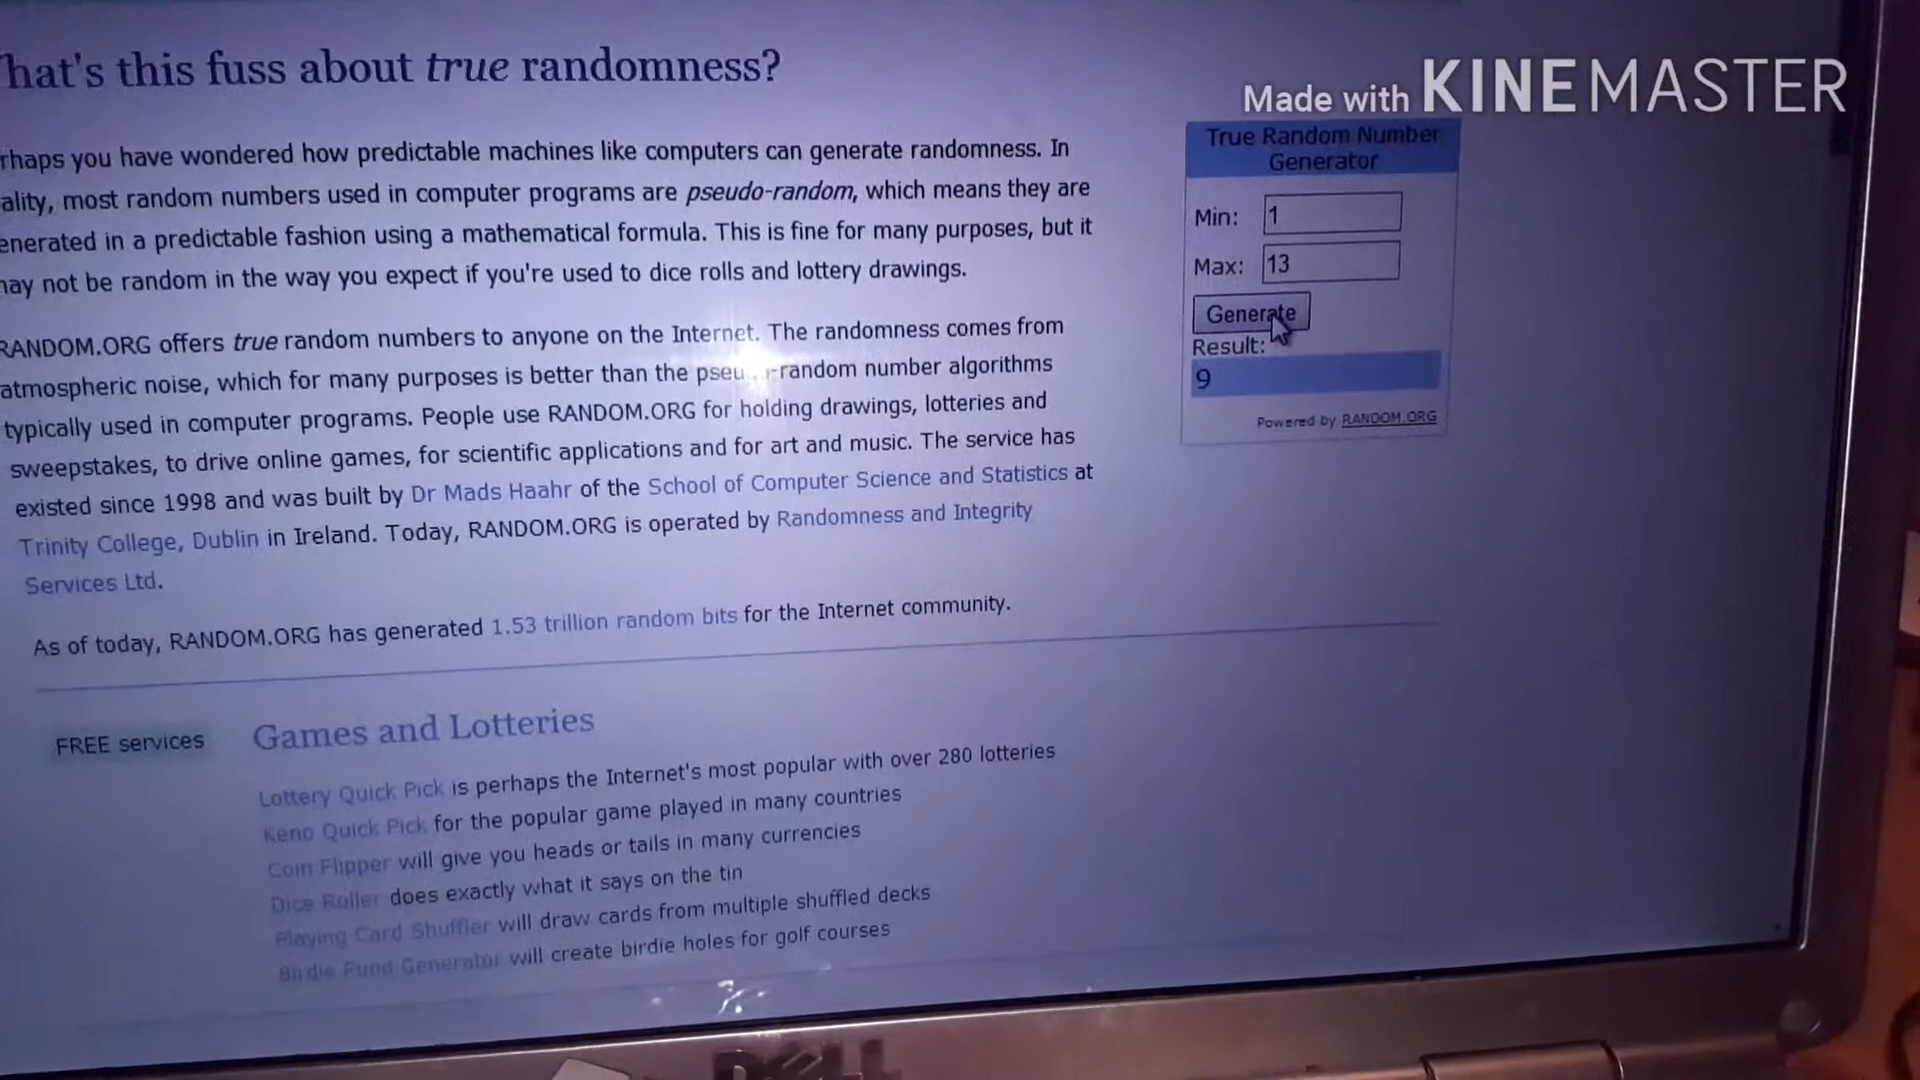 hat's this fuss about true randomness?
Made with KINEMASTER
rhaps you have wondered how predictable machines like computers can generate randomness. In
ality, most random numbers used in computer programs are pseudo-random, which means they are
enerated in a predictable fashion using a mathematical formula. This is fine for many purposes, but it
nay not be random in the way you expect if you're used to dice rolls and lottery drawings.
RANDOM.ORG offers true random numbers to anyone on the Internet. The randomness comes from
atmospheric noise, which for many purposes is better than the pseu -random number algorithms
typically used in computer programs. People use RANDOM.ORG for holding drawings, lotteries and
sweepstakes, to drive online games, for scientific applications and for art and music. The service has
existed since 1998 and was built by Dr Mads Haahr of the School of Computer Science and Statistics at
Trinity College, Dublin in Ireland. Today, RANDOM.ORG is operated by Randomness and Integrity
Services Ltd.
As of today, RANDOM.ORG has generated 1.53 trillion random bits for the Internet community.
True Random Number
Generator
Min: 1
Max: 13
Generate
Result:
9
Powered by RANDOM.ORG
FREE services
Games and Lotteries
Lottery Quick Pick is perhaps the Internet's most popular with over 280 lotteries
Keno Quick Pick for the popular game played in many countries
Coin Flipper will give you heads or tails in many currencies
Dice Roller does exactly what it says on the tin
Playing Card Shuffler will draw cards from multiple shuffled decks
Birdie Fund Generator will create birdie holes for golf courses
DELL